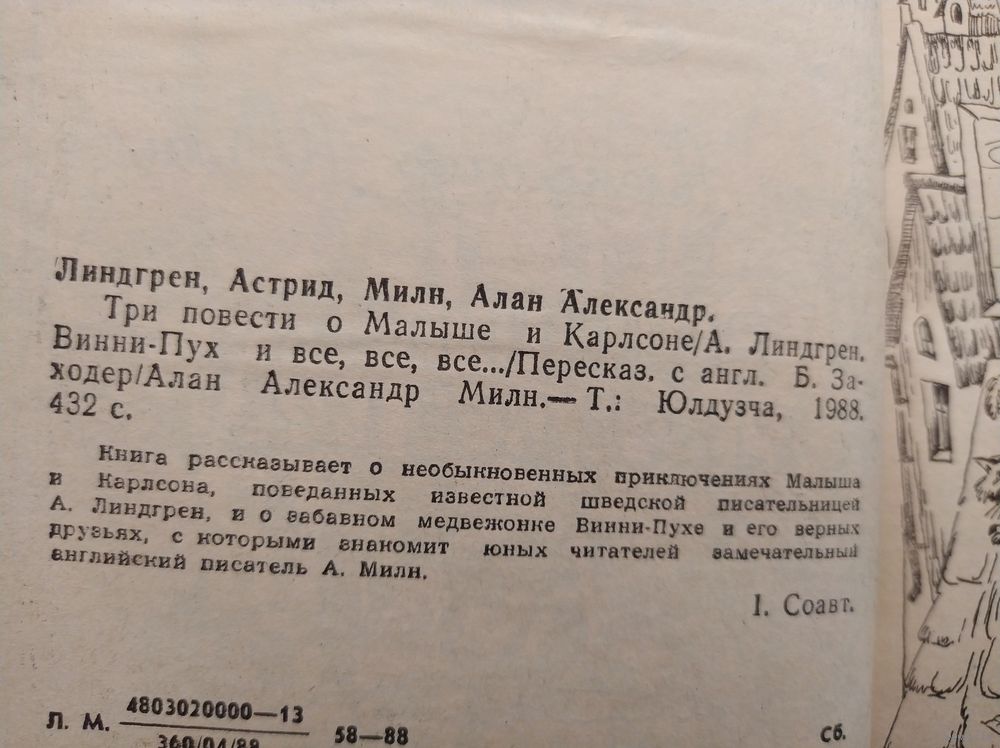 Линдгрен, Астрид, Милн, Алан Александр.
Три повести о Малыше и Карлсоне/А. Линдгрен.
Винни-Пух и все, все, все.../Пересказ. с англ. Б. За-
ходер/Алан Александр Милн.— Т.: Юлдузча, 1988.
432 с.
Книга рассказывает о необыкновенных приключениях Малыша
и Карлсона, поведанных известной шведской писательницей
А. Линдгрен, и о забавном медвежонке Винни-Пухе и его верных
друзьях, с которыми знакомит юных читателей замечательный
английский писатель А. Милн.
I. Соавт.
Л. М. 4803020000—13
360/04/88 58—88 Сб.